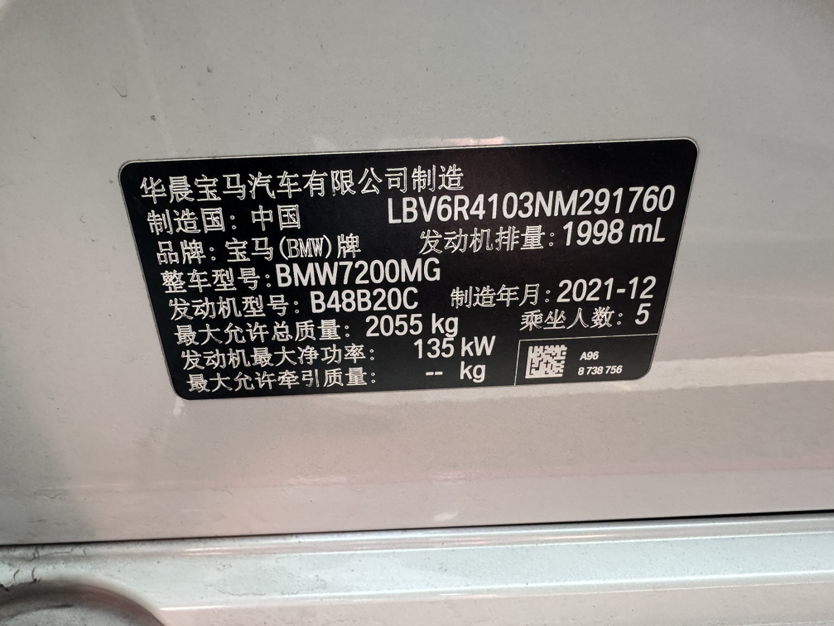 华晨宝马汽车有限公司制造
制造国: 中国 LBV6R4103NM291760
品牌: 宝马(BMW)牌 发动机排量: 1998 mL
整车型号: BMW7200MG
发动机型号: B48B20C 制造年月: 2021-12
最大允许总质量: 2055 kg 乘坐人数: 5
发动机最大净功率: 135 kW
最大允许牵引质量: -- kg
A96
8 738 756